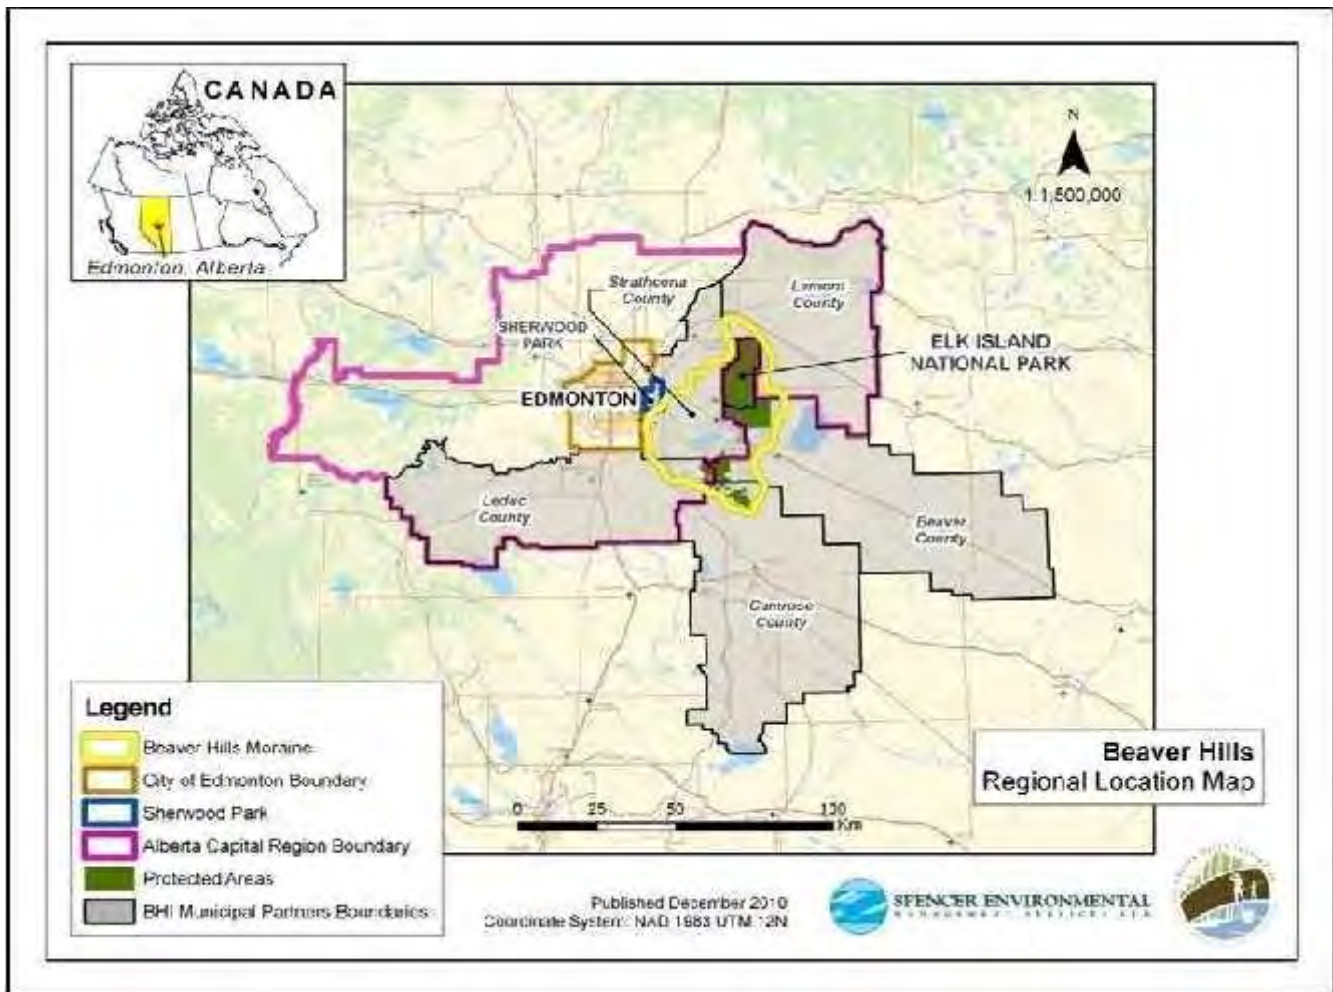 CANADA
Edmonton, Alberta
N
1:1,500,000
Strathcona
County
Lamont
County
SHERWOOD
PARK
ELK ISLAND
NATIONAL PARK
EDMONTON
Leduc
County
Beaver
County
Camrose
County
Legend
Beaver Hills Moraine
City of Edmonton Boundary
Sherwood Park
Alberta Capital Region Boundary
Protected Areas
BHI Municipal Partners Boundaries
0 25 50 100
Km
Beaver Hills
Regional Location Map
Published December 2010
Coordinate System: NAD 1983 UTM 12N
SPENCER ENVIRONMENTAL
MANAGEMENT SERVICES LTD.